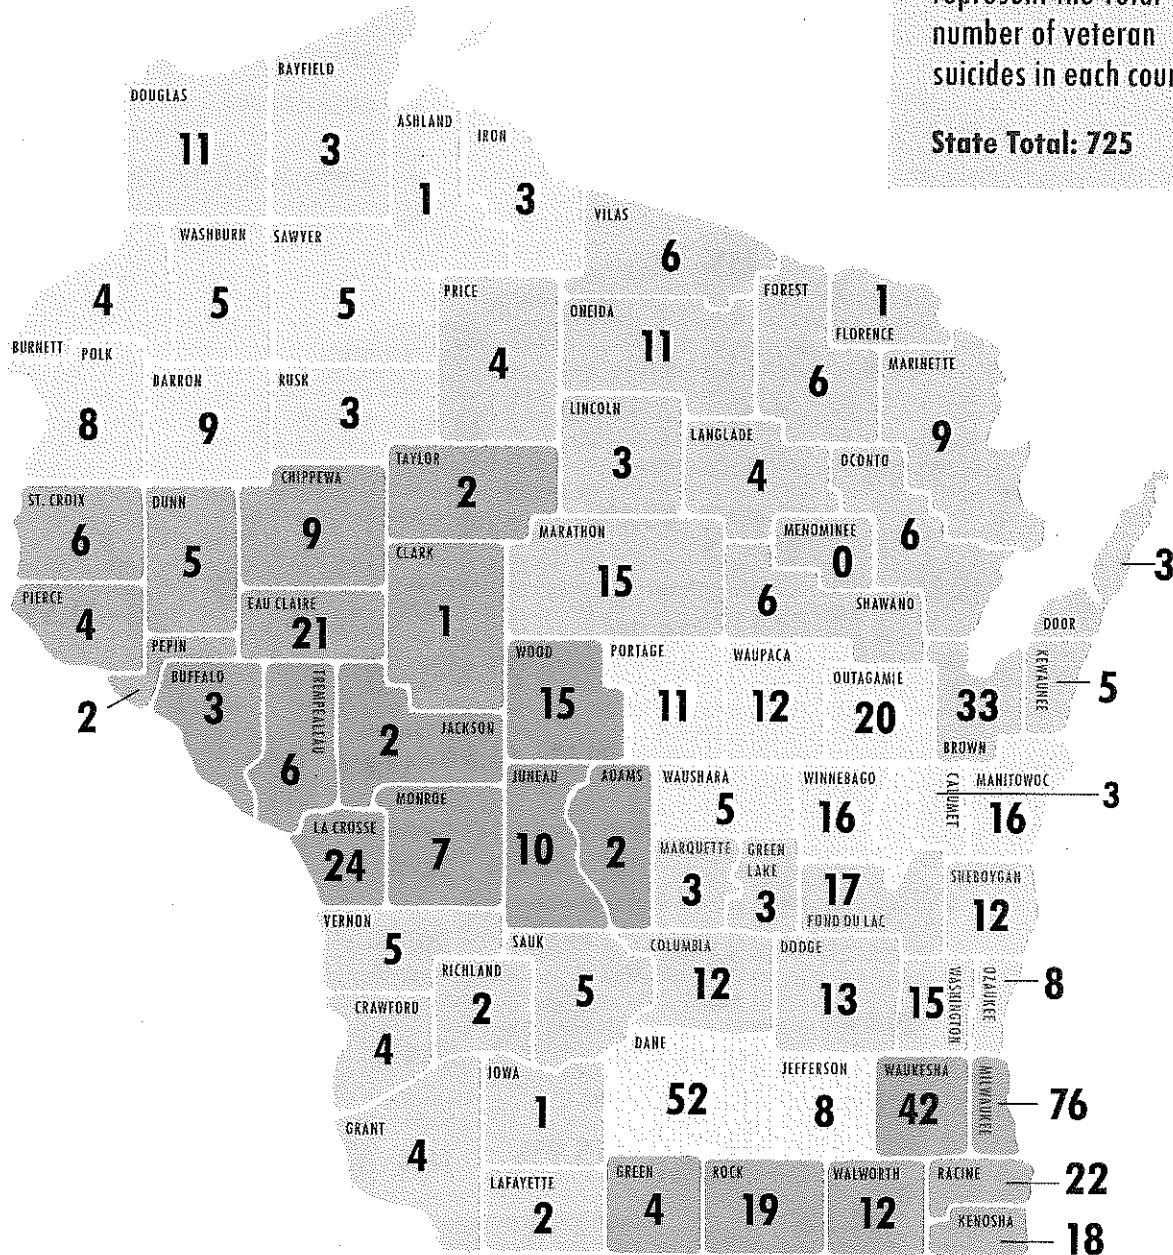 number of veteran
suicides in each cou
State Total: 725
BAYFIELD
DOUGLAS
11
3
ASHLAND
IRON
1
3
VILAS
6
WASHBURN
SAWYER
4
5
5
PRICE
4
ONEIDA
11
FOREST
6
1
FLORENCE
BURNETT
POLK
8
BARRON
9
RUSK
3
MARINETTE
9
LINCOLN
3
LANGLADE
4
OCONTO
6
TAYLOR
2
CHIPPEWA
9
ST. CROIX
6
DUNN
5
CLARK
1
MARATHON
15
MENOMINEE
0
6
SHAWANO
3
DOOR
PIERCE
4
EAU CLAIRE
21
PEPIN
2
BUFFALO
3
TREMPEALEAU
6
2
JACKSON
WOOD
15
PORTAGE
11
WAUPACA
12
OUTAGAMIE
20
33
BROWN
KEWAUNEE
5
JUNEAU
10
ADAMS
2
WAUSHARA
5
WINNEBAGO
16
CALUMET
3
MANITOWOC
16
MONROE
7
LA CROSSE
24
MARQUETTE
3
GREEN
LAKE
3
17
FOND DU LAC
SHEBOYGAN
12
VERNON
5
SAUK
5
RICHLAND
2
COLUMBIA
12
DODGE
13
15
WASHINGTON
OZAUKEE
8
CRAWFORD
4
DANE
52
JEFFERSON
8
WAUKESHA
42
MILWAUKEE
76
IOWA
1
GRANT
4
LAFAYETTE
2
GREEN
4
ROCK
19
WALWORTH
12
RACINE
22
KENOSHA
18